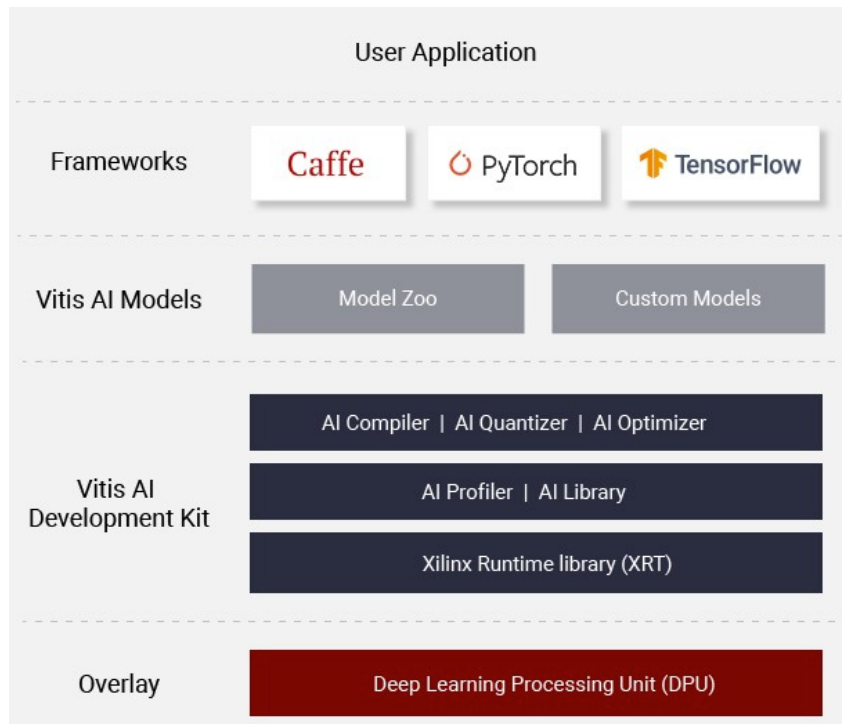 User Application
Frameworks
Caffe
PyTorch
TensorFlow
Vitis AI Models
Model Zoo
Custom Models
Vitis AI
Development Kit
AI Compiler | AI Quantizer | AI Optimizer
AI Profiler | AI Library
Xilinx Runtime library (XRT)
Overlay
Deep Learning Processing Unit (DPU)